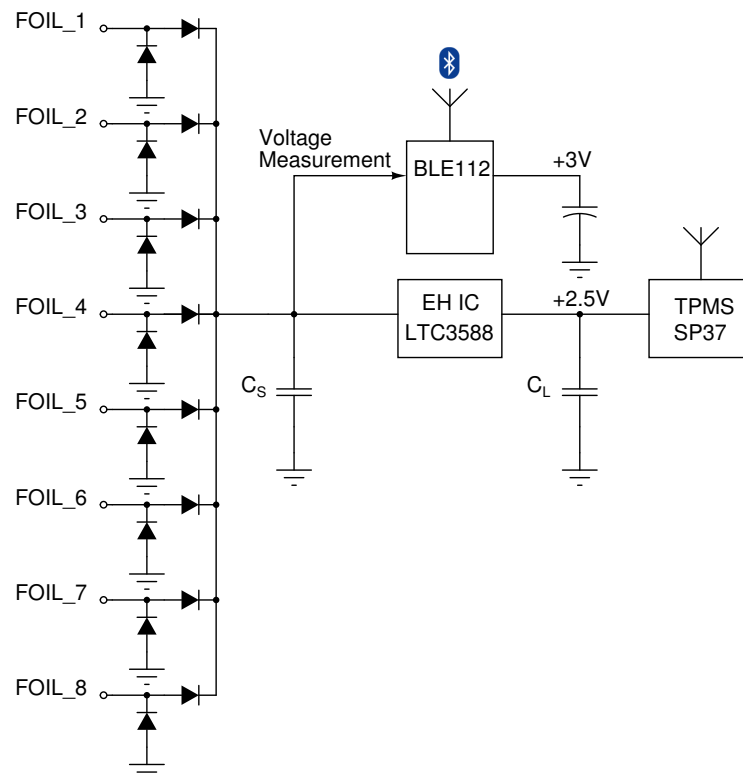 FOIL_1
FOIL_2
FOIL_3
FOIL_4
FOIL_5
FOIL_6
FOIL_7
FOIL_8
Voltage
Measurement
BLE112
+3V
EH IC
LTC3588
+2.5V
TPMS
SP37
CS
CL